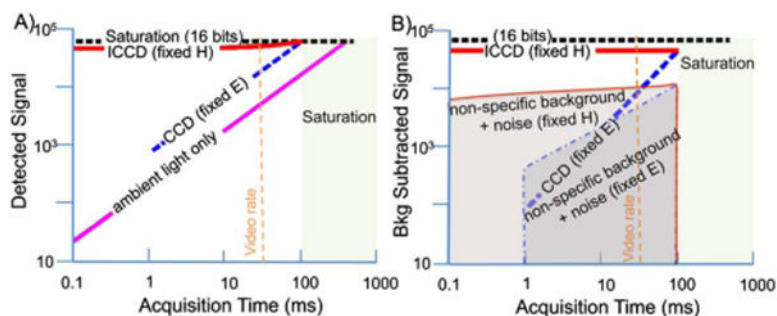 A)
Saturation (16 bits)
ICCD (fixed H)
CCD (fixed E)
ambient light only
Saturation
Video rate
Detected Signal
10⁵
10³
10
0.1 1 10 100 1000
Acquisition Time (ms)
B)
(16 bits)
ICCD (fixed H)
Saturation
non-specific background
+ noise (fixed H)
CCD (fixed E)
non-specific background
+ noise (fixed E)
Video rate
Bkg Subtracted Signal
10⁵
10³
10
0.1 1 10 100 1000
Acquisition Time (ms)